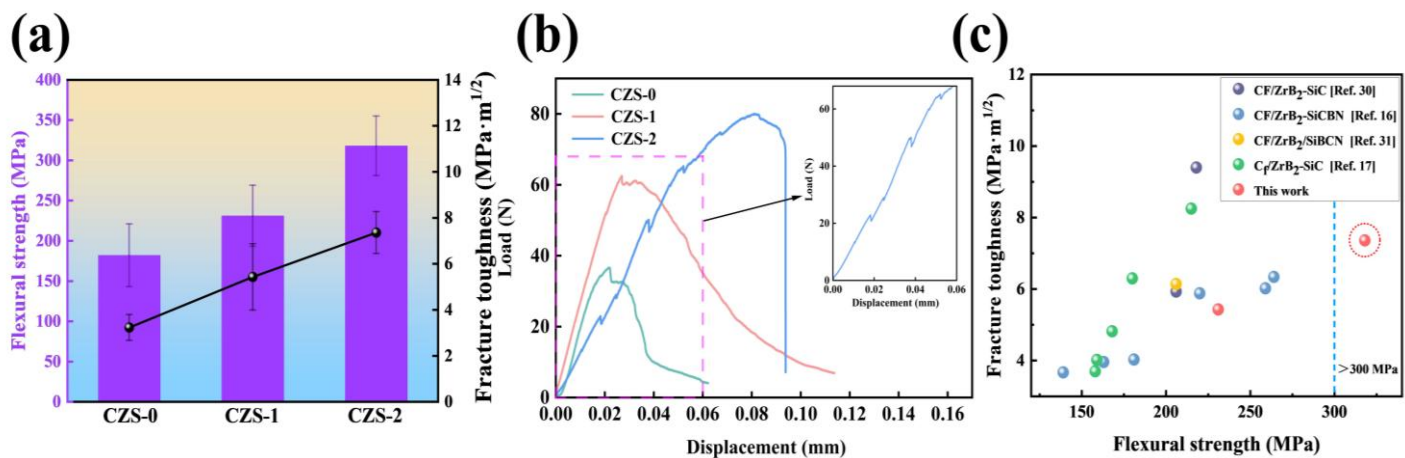 (a)
Flexural strength (MPa)
400
350
300
250
200
150
100
50
0
CZS-0 CZS-1 CZS-2
14
12
10
8
6
4
2
0
Fracture toughness (MPa·m1/2)
(b)
Load (N)
80
60
40
20
0
CZS-0
CZS-1
CZS-2
0.00 0.02 0.04 0.06 0.08 0.10 0.12 0.14 0.16
Displacement (mm)
Load (N)
60
40
20
0
0.00 0.02 0.04 0.06
Displacement (mm)
(c)
Fracture toughness (MPa·m1/2)
12
10
8
6
4
CF/ZrB2-SiC [Ref. 30]
CF/ZrB2-SiCBN [Ref. 16]
CF/ZrB2/SiBCN [Ref. 31]
Cf/ZrB2-SiC [Ref. 17]
This work
>300 MPa
150 200 250 300 350
Flexural strength (MPa)